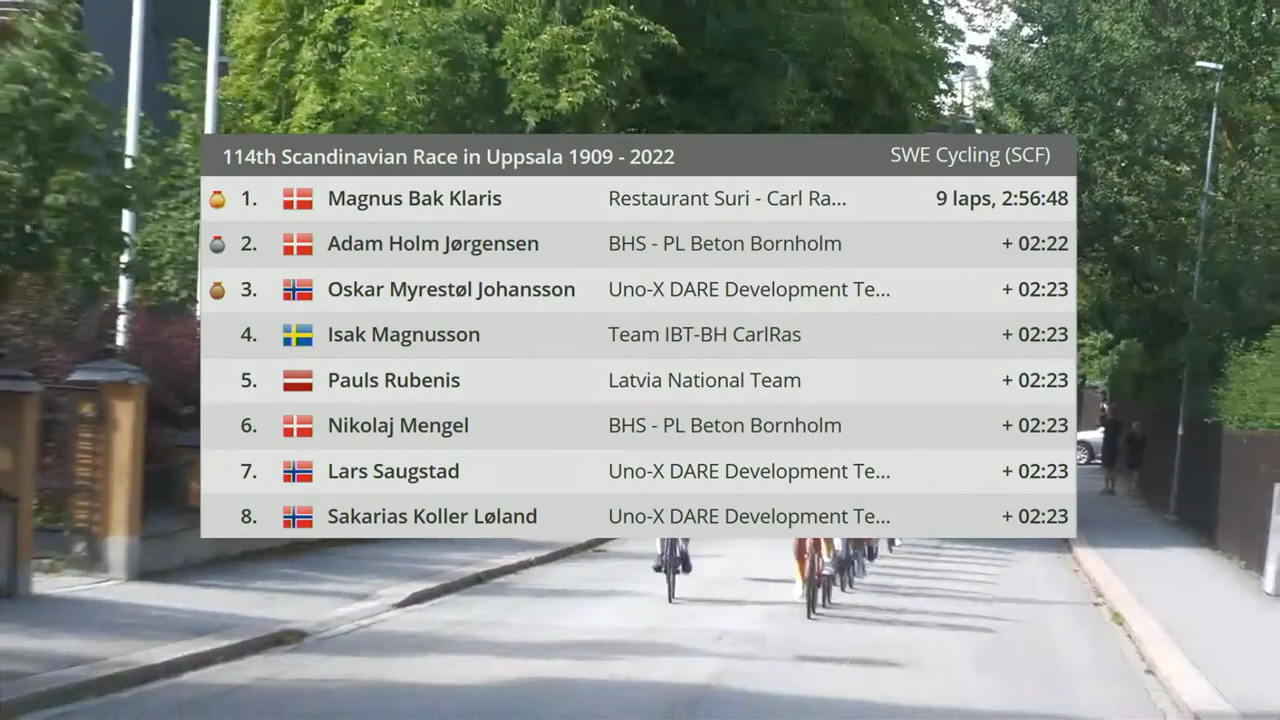 114th Scandinavian Race in Uppsala 1909 - 2022 SWE Cycling (SCF)
1. Magnus Bak Klaris Restaurant Suri - Carl Ra... 9 laps, 2:56:48
2. Adam Holm Jørgensen BHS - PL Beton Bornholm + 02:22
3. Oskar Myrestøl Johansson Uno-X DARE Development Te... + 02:23
4. Isak Magnusson Team IBT-BH CarlRas + 02:23
5. Pauls Rubenis Latvia National Team + 02:23
6. Nikolaj Mengel BHS - PL Beton Bornholm + 02:23
7. Lars Saugstad Uno-X DARE Development Te... + 02:23
8. Sakarias Koller Løland Uno-X DARE Development Te... + 02:23